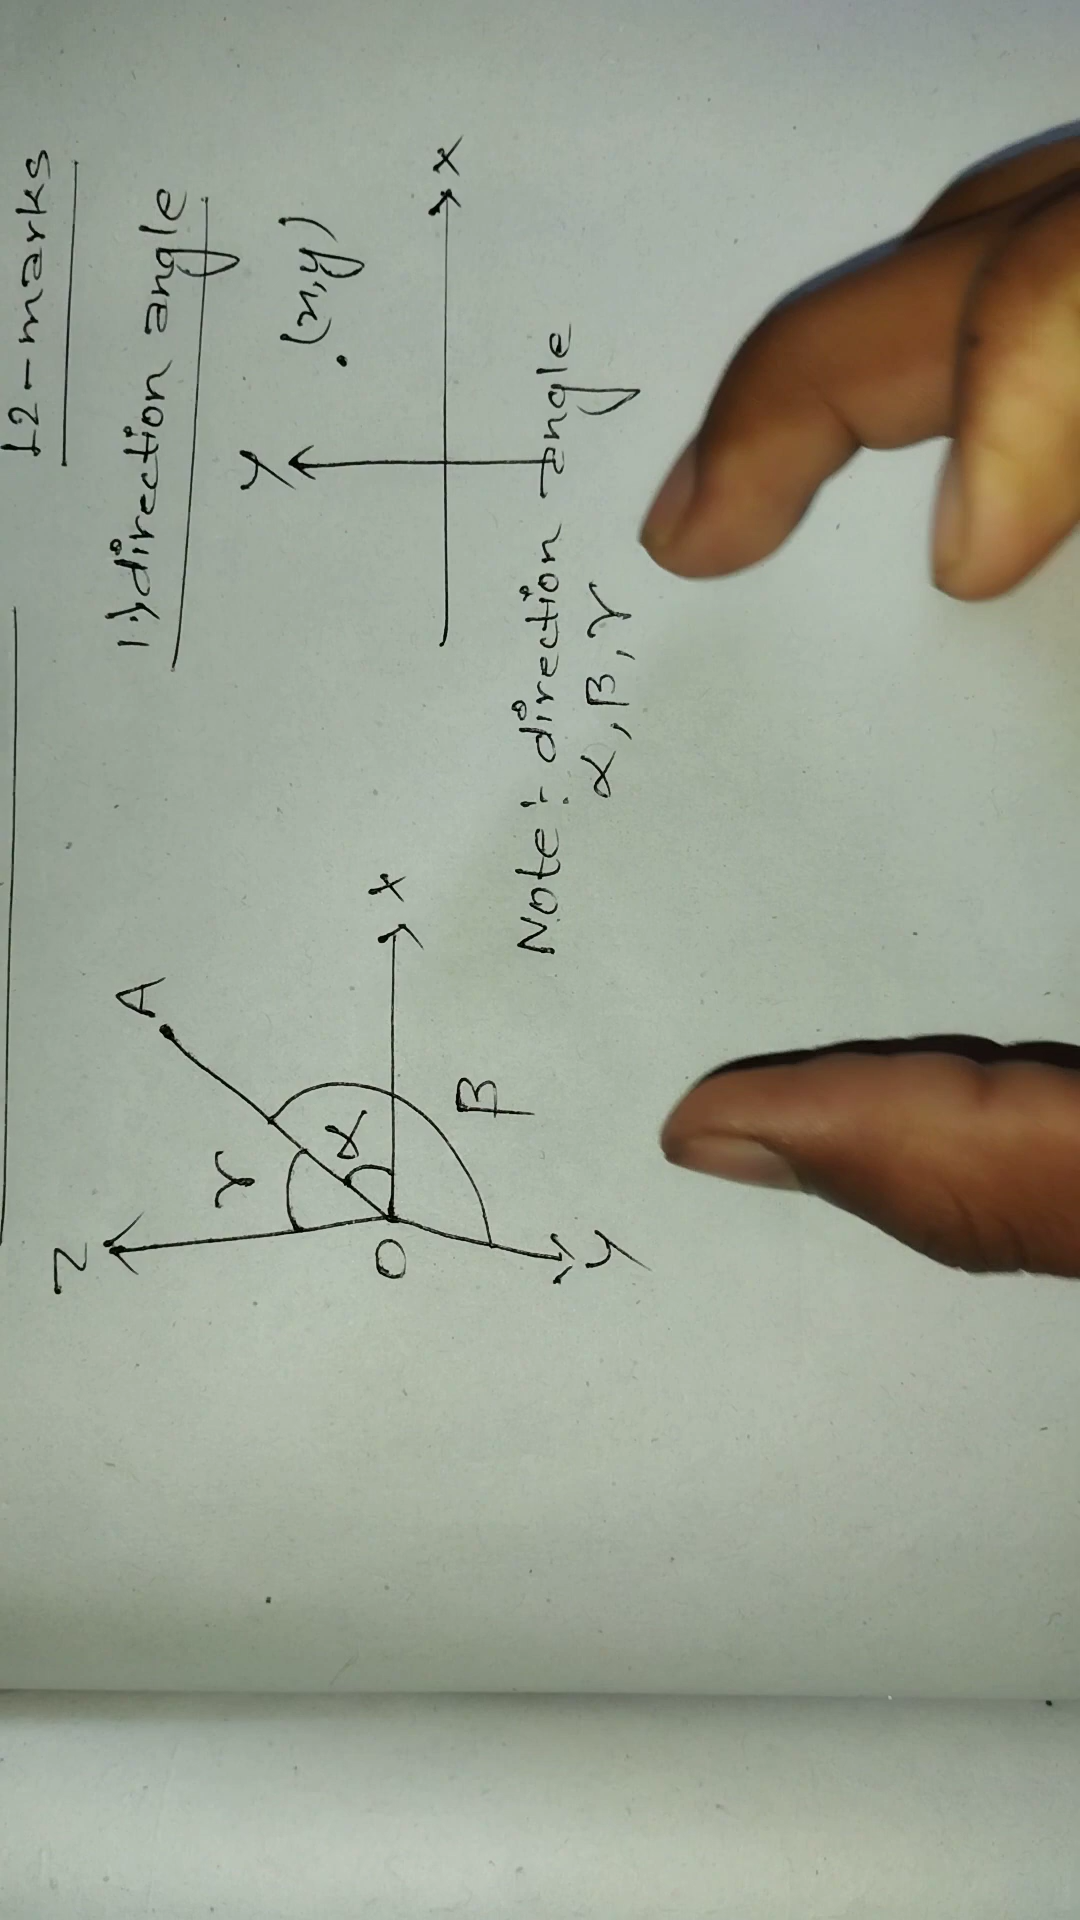 12-marks
1.)direction angle
Y
(x,y)
X
Z
A
γ
α
X
O
β
Y
Note:- direction angle
α, β, γ